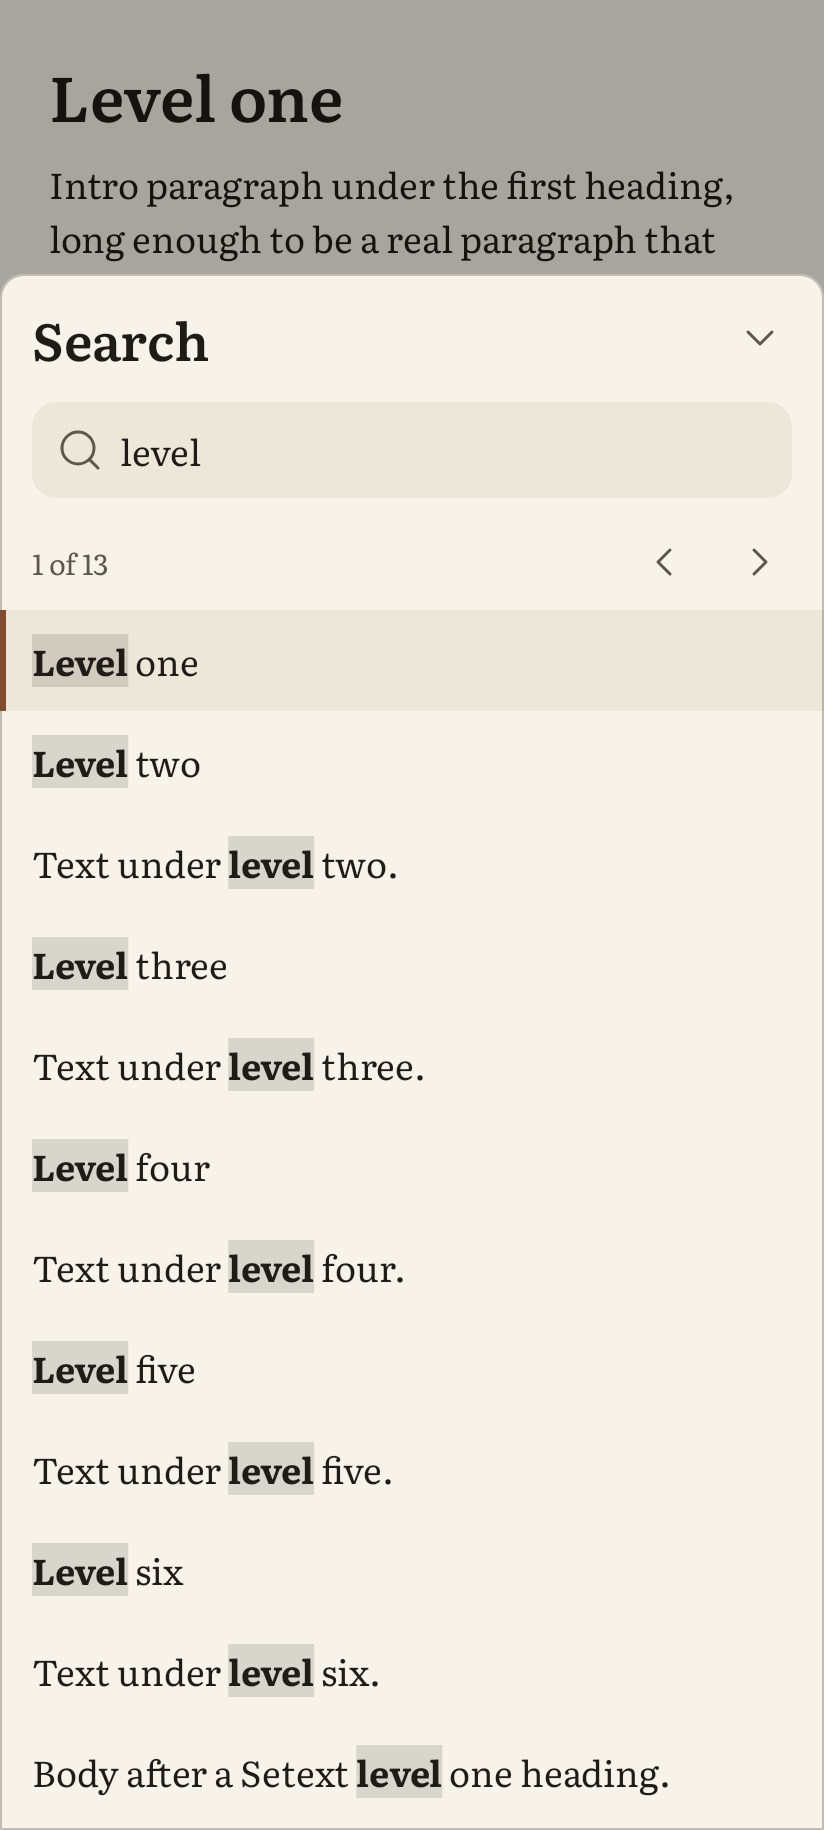 Level one
Intro paragraph under the first heading,
long enough to be a real paragraph that
Search
level
1 of 13
Level one
Level two
Text under level two.
Level three
Text under level three.
Level four
Text under level four.
Level five
Text under level five.
Level six
Text under level six.
Body after a Setext level one heading.